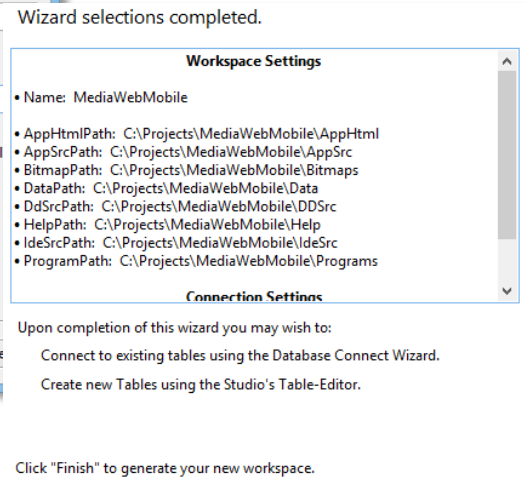 Wizard selections completed.
Workspace Settings
• Name: MediaWebMobile
• AppHtmlPath: C:\Projects\MediaWebMobile\AppHtml
• AppSrcPath: C:\Projects\MediaWebMobile\AppSrc
• BitmapPath: C:\Projects\MediaWebMobile\Bitmaps
• DataPath: C:\Projects\MediaWebMobile\Data
• DdSrcPath: C:\Projects\MediaWebMobile\DDSrc
• HelpPath: C:\Projects\MediaWebMobile\Help
• IdeSrcPath: C:\Projects\MediaWebMobile\IdeSrc
• ProgramPath: C:\Projects\MediaWebMobile\Programs
Connection Settings
Upon completion of this wizard you may wish to:
Connect to existing tables using the Database Connect Wizard.
Create new Tables using the Studio's Table-Editor.
Click "Finish" to generate your new workspace.